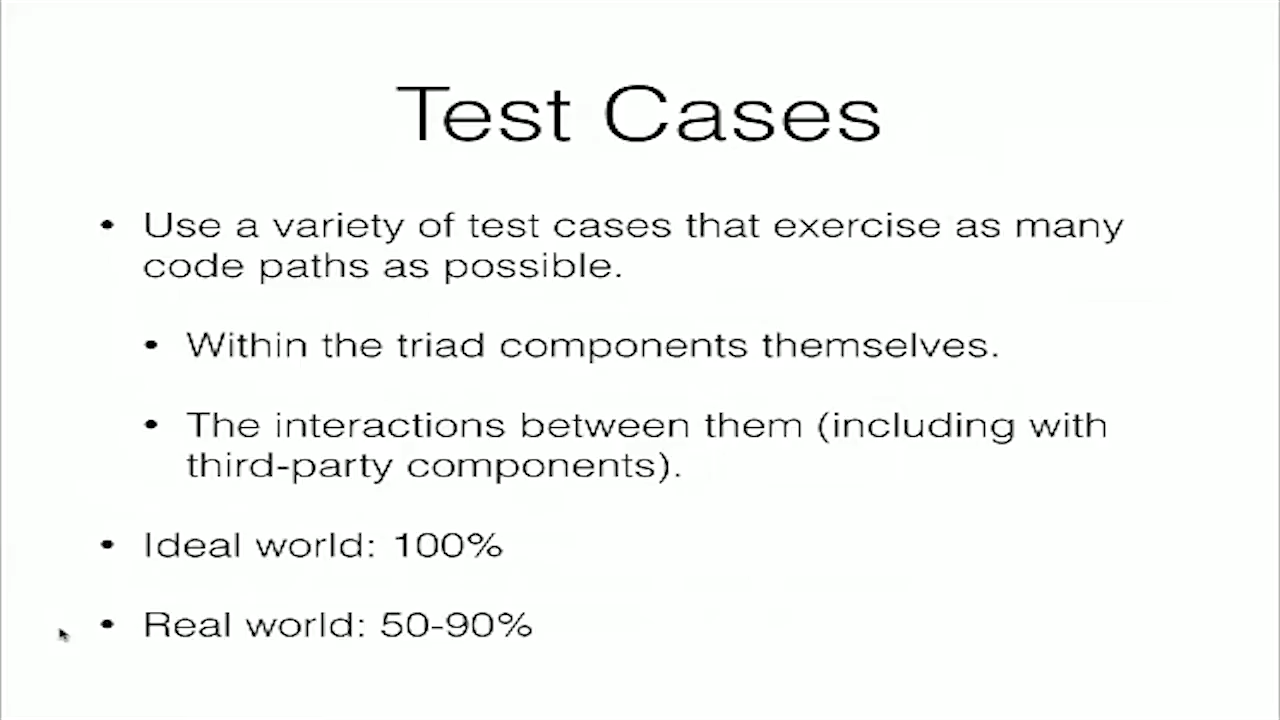 Test Cases
• Use a variety of test cases that exercise as many
code paths as possible.
• Within the triad components themselves.
• The interactions between them (including with
third-party components).
• Ideal world: 100%
• Real world: 50-90%